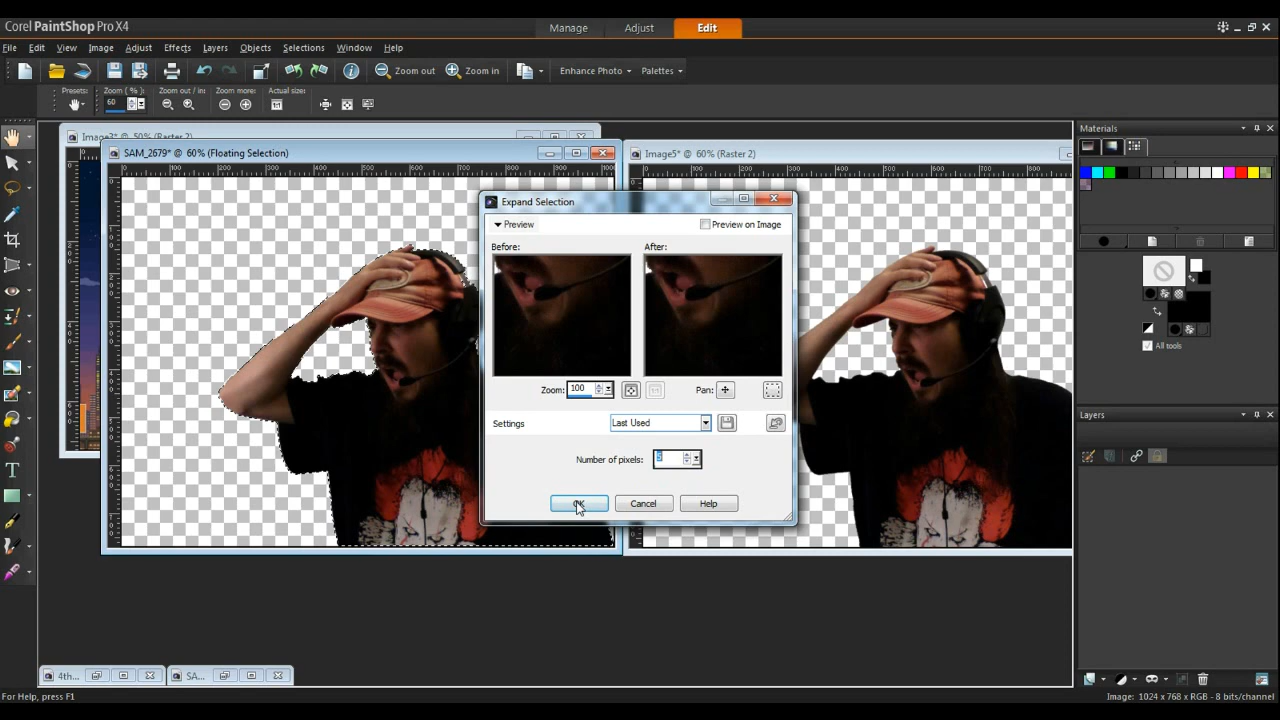 Corel PaintShop Pro X4
Manage Adjust Edit
File Edit View Image Adjust Effects Layers Objects Selections Window Help
Zoom out Zoom in Enhance Photo Palettes
Presets: Zoom ( % ): Zoom out / in: Zoom more: Actual size:
60
Image3* @ 50% (Raster 2)
SAM_2679* @ 60% (Floating Selection)
Image5* @ 60% (Raster 2)
Materials
All tools
Layers
Expand Selection
Preview Preview on Image
Before: After:
Zoom: 100 Pan:
Settings Last Used
Number of pixels: 5
OK Cancel Help
4th... SA...
For Help, press F1
Image: 1024 x 768 x RGB - 8 bits/channel